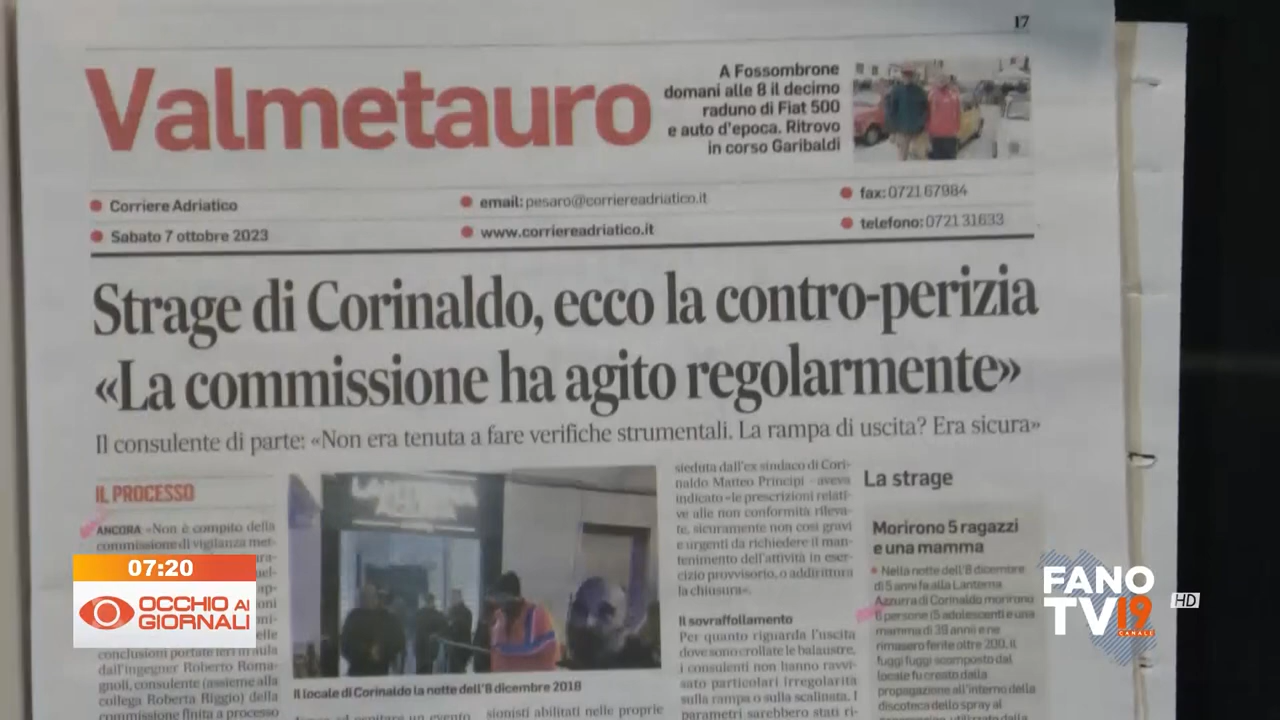 17
Valmetauro
A Fossombrone
domani alle 8 il decimo
raduno di Fiat 500
e auto d'epoca. Ritrovo
in corso Garibaldi
Corriere Adriatico
Sabato 7 ottobre 2023
email: pesaro@corriereadriatico.it
www.corriereadriatico.it
fax: 0721 67984
telefono: 0721 31633
Strage di Corinaldo, ecco la contro-perizia
«La commissione ha agito regolarmente»
Il consulente di parte: «Non era tenuta a fare verifiche strumentali. La rampa di uscita? Era sicura»
IL PROCESSO
ANCORA «Non è compito della
commissione di vigilanza met-
conclusioni portate ieri in aula
dall'ingegner Roberto Roma-
gnoli, consulente (assieme alla
collega Roberta Riggio) della
commissione finita a processo
Il locale di Corinaldo la notte dell'8 dicembre 2018
sionisti abilitati nelle proprie
sieduta dall'ex sindaco di Cori-
naldo Matteo Principi - aveva
indicato «le prescrizioni relati-
ve alle non conformità rileva-
te, sicuramente non così gravi
e urgenti da richiedere il man-
tenimento dell'attività in eser-
cizio provvisorio, o addirittura
la chiusura».
Il sovraffollamento
Per quanto riguarda l'uscita
dove sono crollate le balaustre,
i consulenti non hanno ravvi-
sato particolari irregolarità
sulla rampa o sulla scalinata. I
parametri sarebbero stati ri-
La strage
Morirono 5 ragazzi
e una mamma
Nella notte dell'8 dicembre
di 5 anni fa alla Lanterna
Azzurra di Corinaldo morirono
6 persone (5 adolescenti e una
mamma di 39 anni) e ne
rimasero ferite oltre 200. Il
fuggi fuggi scomposto dal
locale fu creato dalla
propagazione all'interno della
discoteca dello spray al
07:20
OCCHIO AI
GIORNALI
FANO
TV 19
CANALE
HD